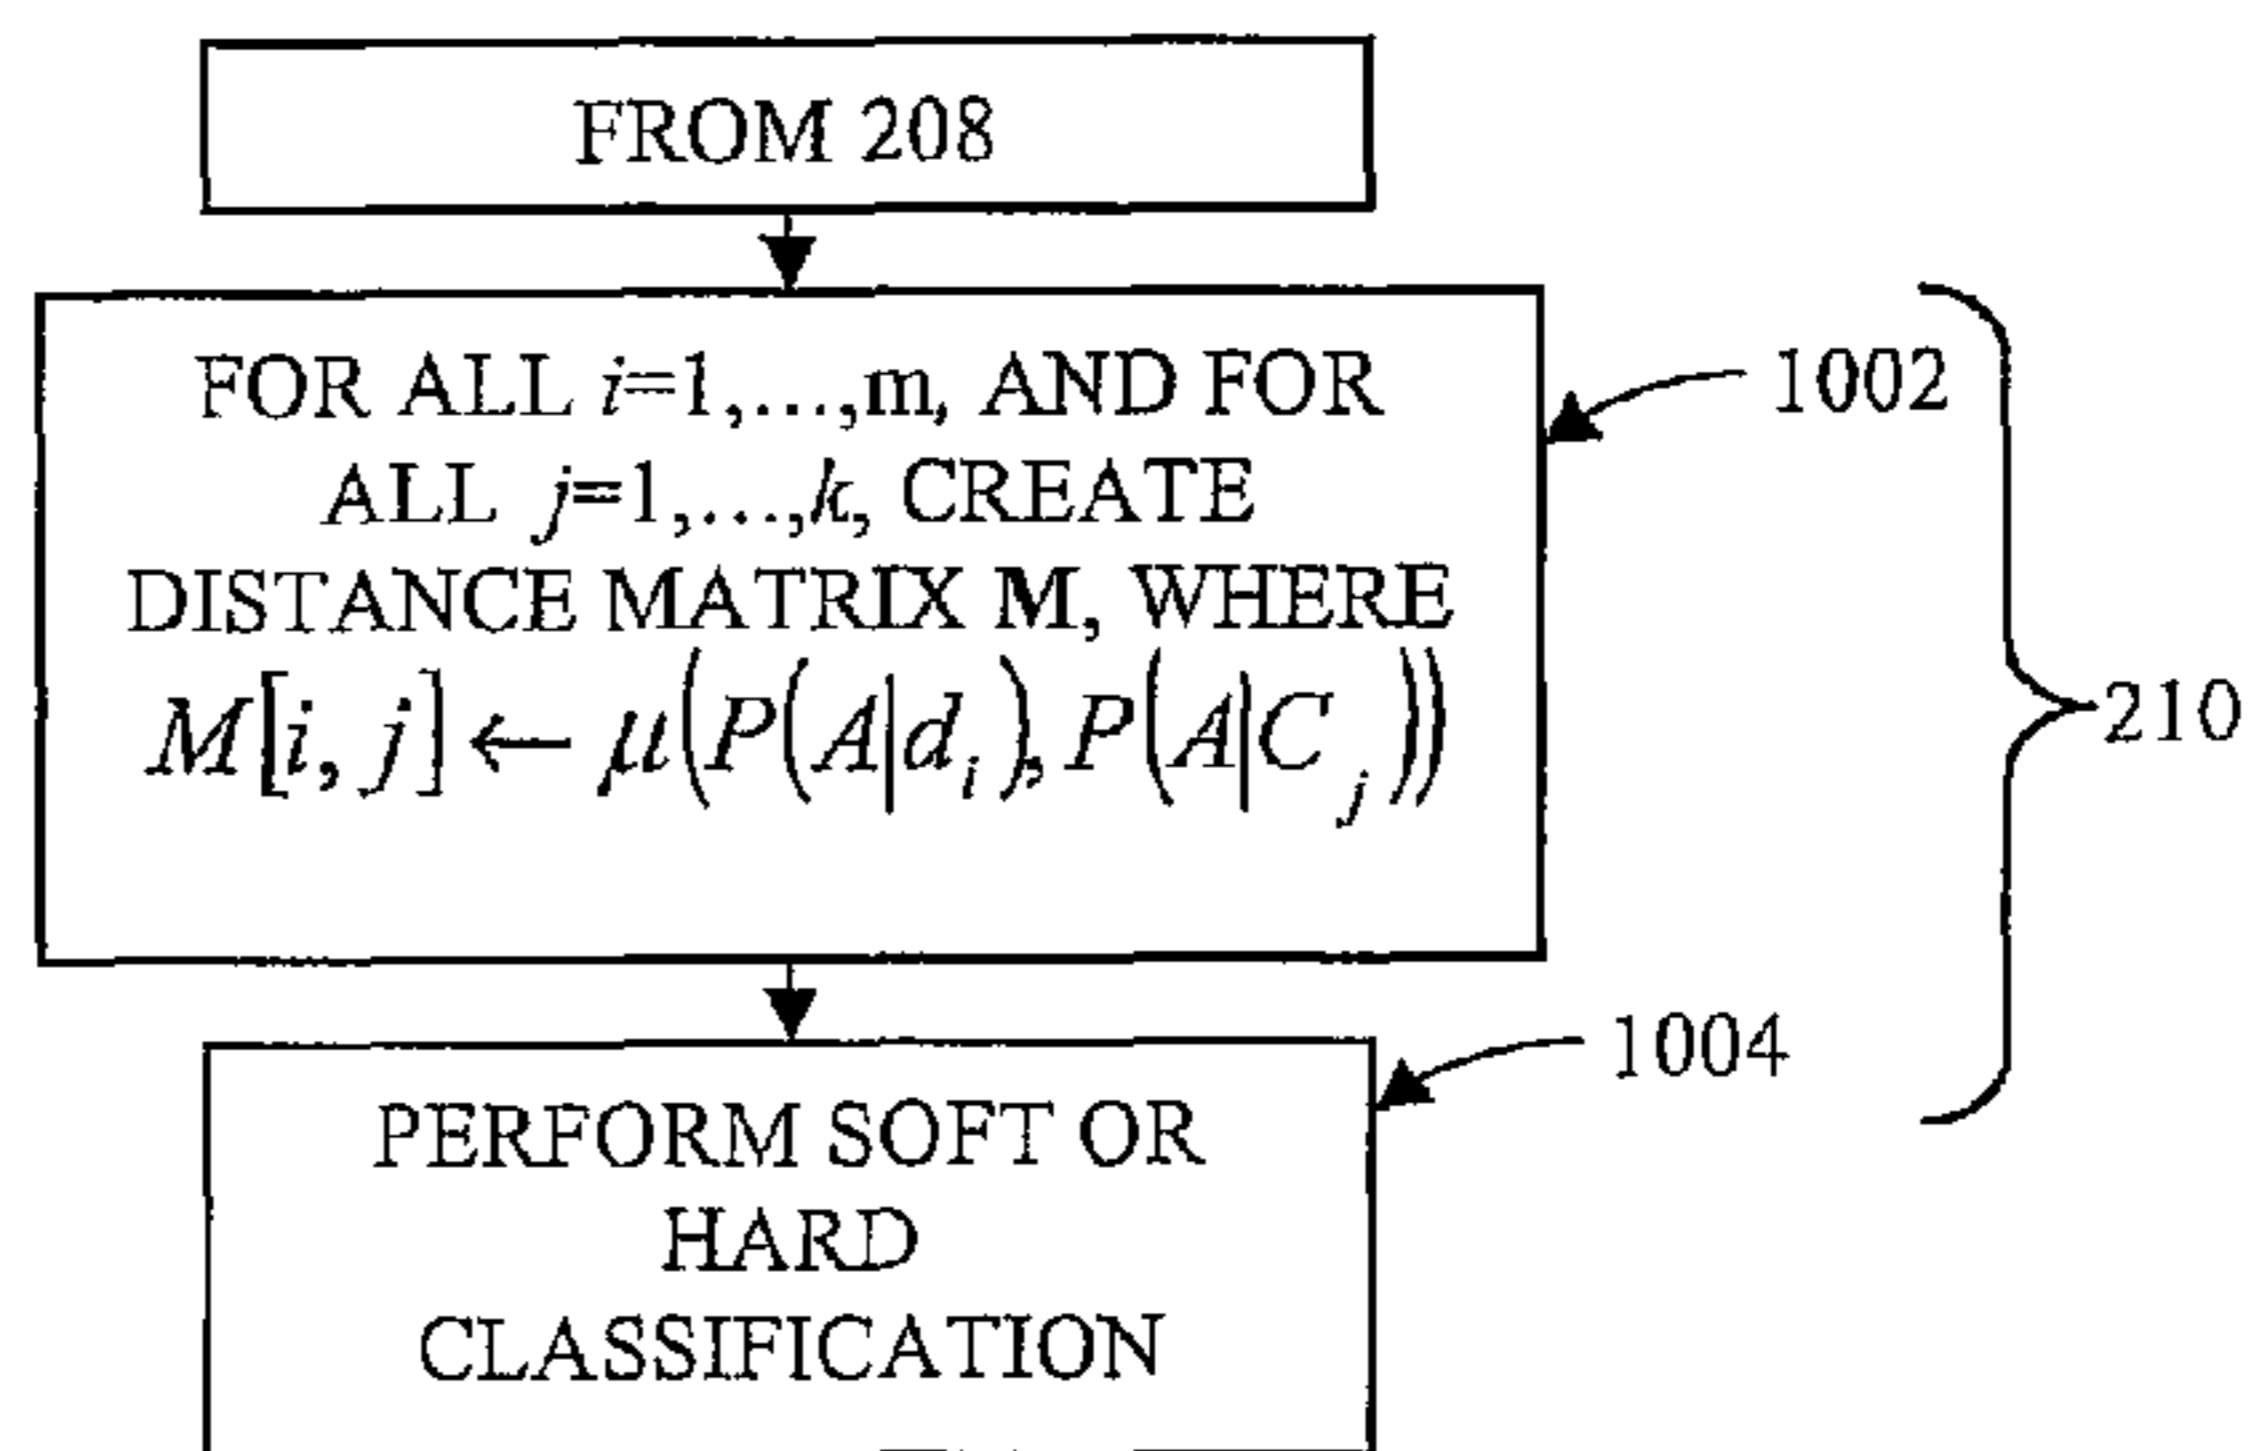 FROM 208
FOR ALL i=1,...,m, AND FOR
ALL j=1,...,k, CREATE
DISTANCE MATRIX M, WHERE
M[i, j] ← μ(P(A|d_i), P(A|C_j))
1002
210
1004
PERFORM SOFT OR
HARD
CLASSIFICATION